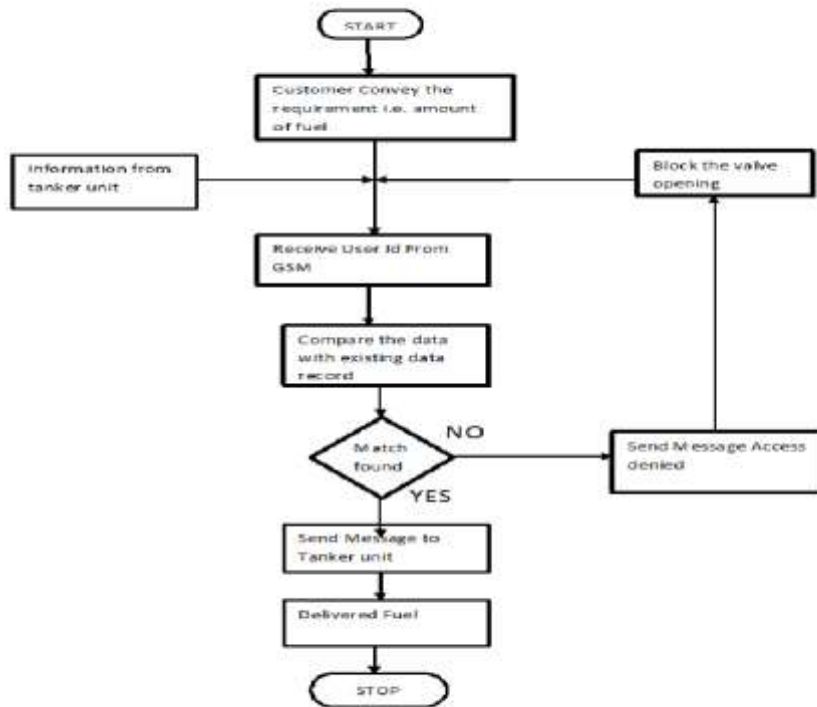 START
Customer Convey the
requirement i.e. amount
of fuel
Information from
tanker unit
Block the valve
opening
Receive User Id From
GSM
Compare the data
with existing data
record
Match
found
NO
YES
Send Message Access
denied
Send Message to
Tanker unit
Delivered Fuel
STOP